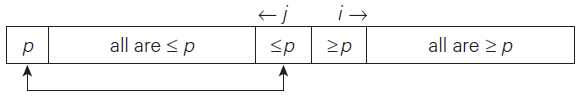 ← j i →
p all are ≤ p ≤p ≥p all are ≥ p